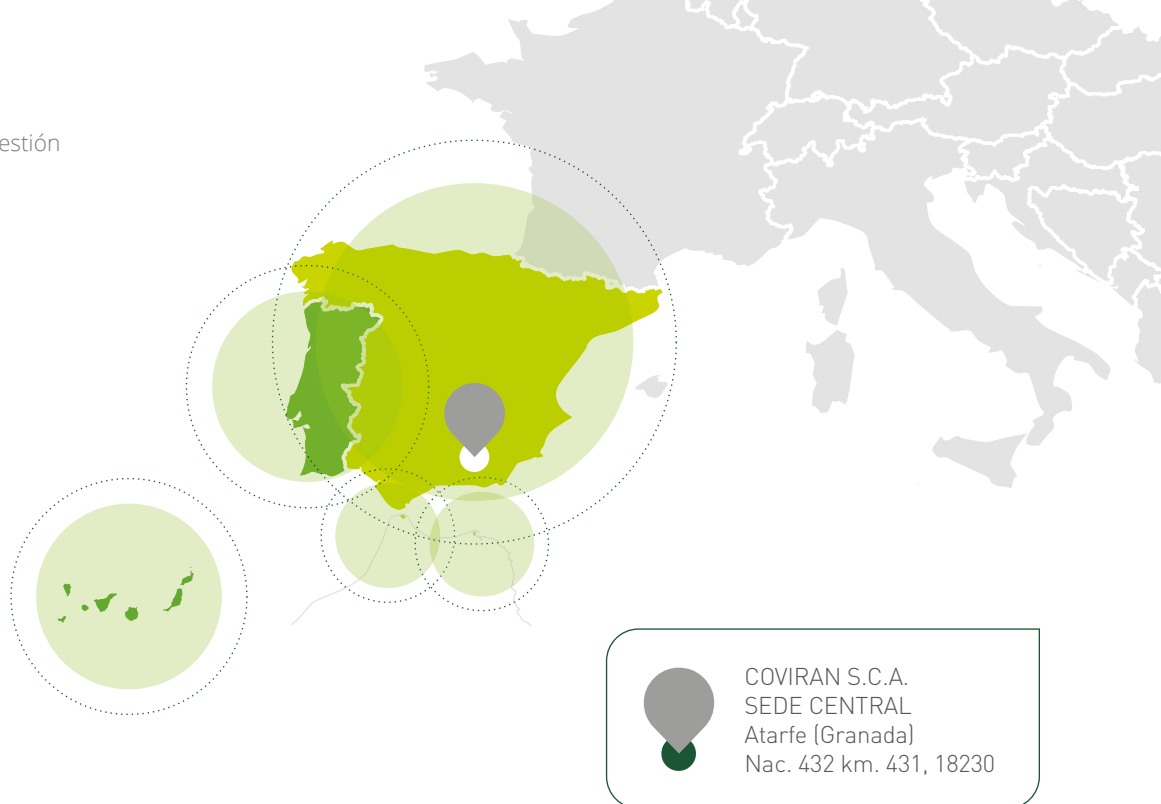 estión
COVIRAN S.C.A.
SEDE CENTRAL
Atarfe (Granada)
Nac. 432 km. 431, 18230